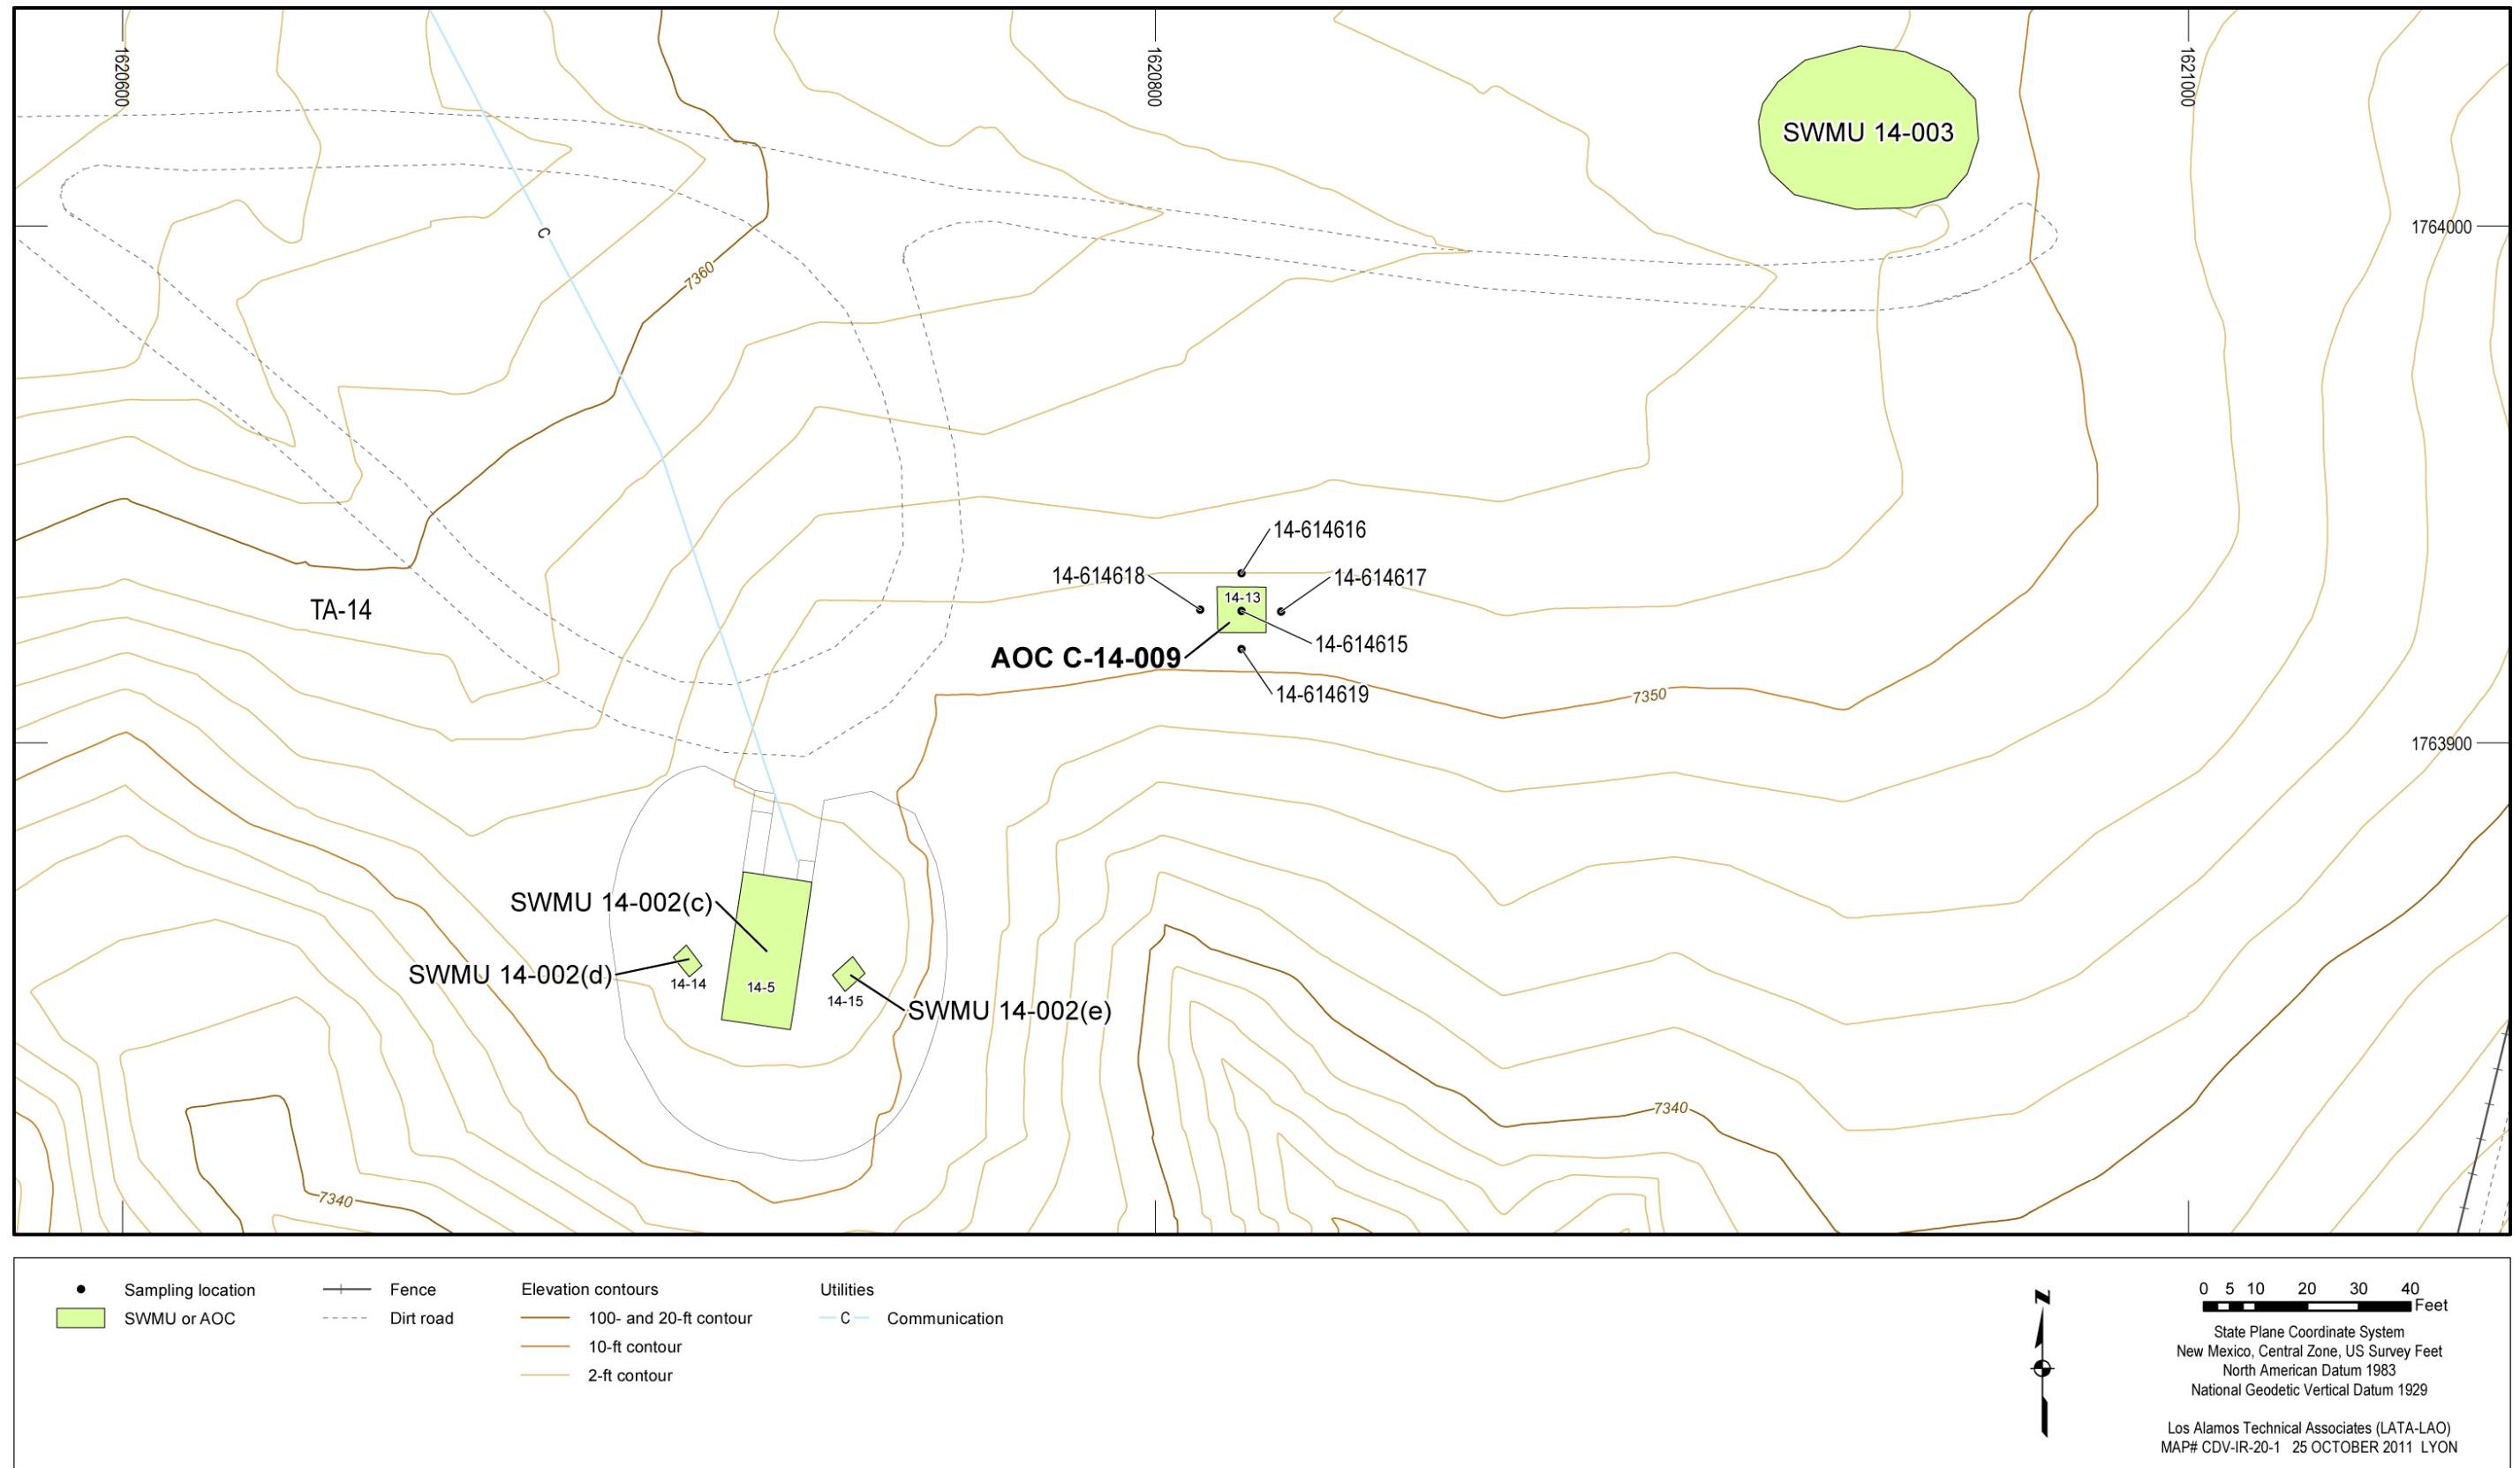 1620600
1620800
1621000
SWMU 14-003
1764000
C
7360
14-614616
14-614618
14-614617
14-13
TA-14
14-614615
AOC C-14-009
14-614619
7350
1763900
SWMU 14-002(c)
SWMU 14-002(d)
14-14
14-5
14-15
SWMU 14-002(e)
7340
7340
Sampling location
SWMU or AOC
Fence
Dirt road
Elevation contours
100- and 20-ft contour
10-ft contour
2-ft contour
Utilities
C Communication
N
0 5 10 20 30 40
Feet
State Plane Coordinate System
New Mexico, Central Zone, US Survey Feet
North American Datum 1983
National Geodetic Vertical Datum 1929
Los Alamos Technical Associates (LATA-LAO)
MAP# CDV-IR-20-1 25 OCTOBER 2011 LYON